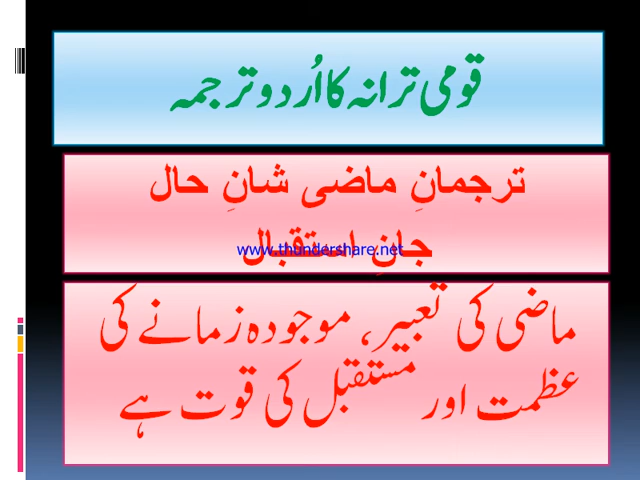 قومی ترانہ کا اُردو ترجمہ
ترجمانِ ماضی شانِ حال
جانِ استقبال
www.thundershare.net
ماضی کی تعبیر، موجودہ زمانے کی
عظمت اور مستقبل کی قوت ہے